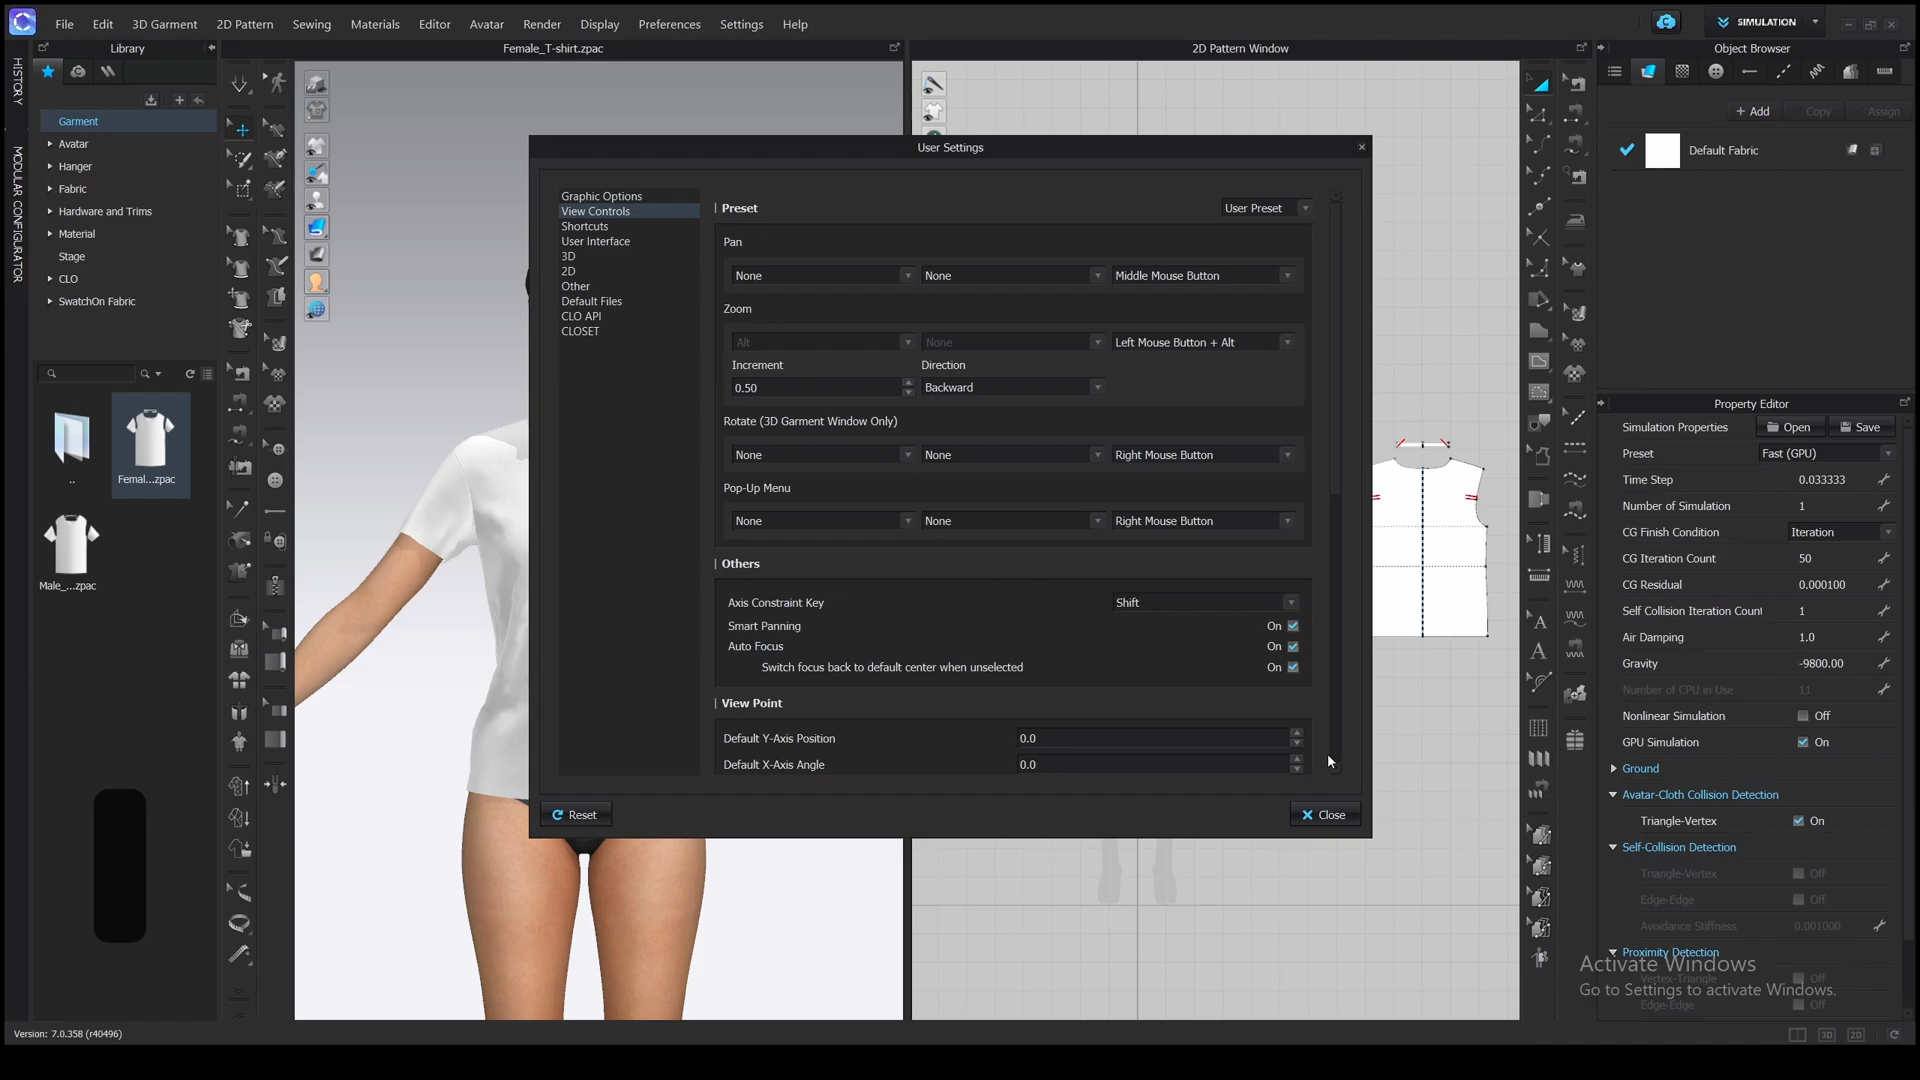 File Edit 3D Garment 2D Pattern Sewing Materials Editor Avatar Render Display Preferences Settings Help
SIMULATION
Library
Female_T-shirt.zpac
2D Pattern Window
Object Browser
HISTORY
MODULAR CONFIGURATOR
Garment
Avatar
Hanger
Fabric
Hardware and Trims
Material
Stage
CLO
SwatchOn Fabric
..
Femal...zpac
Male_...zpac
User Settings
Graphic Options
View Controls
Shortcuts
User Interface
3D
2D
Other
Default Files
CLO API
CLOSET
Preset User Preset
Pan
None None Middle Mouse Button
Zoom
Alt None Left Mouse Button + Alt
Increment Direction
0.50 Backward
Rotate (3D Garment Window Only)
None None Right Mouse Button
Pop-Up Menu
None None Right Mouse Button
Others
Axis Constraint Key Shift
Smart Panning On
Auto Focus On
Switch focus back to default center when unselected On
View Point
Default Y-Axis Position 0.0
Default X-Axis Angle 0.0
Reset Close
+ Add Copy Assign
Default Fabric
Property Editor
Simulation Properties Open Save
Preset Fast (GPU)
Time Step 0.033333
Number of Simulation 1
CG Finish Condition Iteration
CG Iteration Count 50
CG Residual 0.000100
Self Collision Iteration Count 1
Air Damping 1.0
Gravity -9800.00
Number of CPU in Use 11
Nonlinear Simulation Off
GPU Simulation On
Ground
Avatar-Cloth Collision Detection
Triangle-Vertex On
Self-Collision Detection
Triangle-Vertex Off
Edge-Edge Off
Avoidance Stiffness 0.001000
Proximity Detection
Vertex-Triangle Off
Edge-Edge Off
Activate Windows
Go to Settings to activate Windows.
Version: 7.0.358 (r40496)
3D 2D